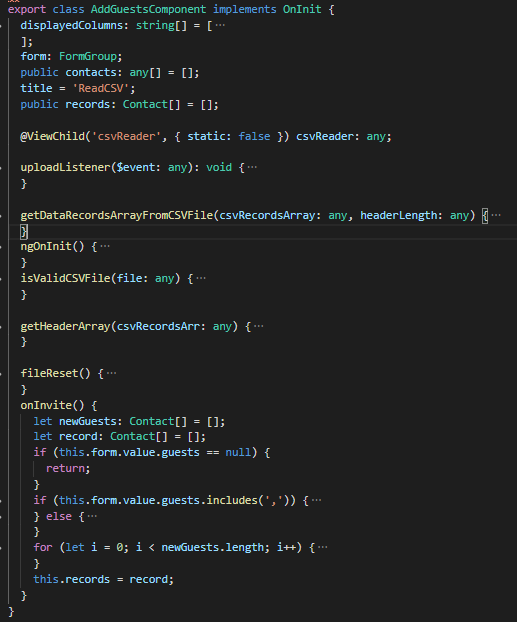 export class AddGuestsComponent implements OnInit {
displayedColumns: string[] = [···
];
form: FormGroup;
public contacts: any[] = [];
title = 'ReadCSV';
public records: Contact[] = [];
@ViewChild('csvReader', { static: false }) csvReader: any;
uploadListener($event: any): void {···
}
getDataRecordsArrayFromCSVFile(csvRecordsArray: any, headerLength: any) {···
}
ngOnInit() {···
}
isValidCSVFile(file: any) {···
}
getHeaderArray(csvRecordsArr: any) {···
}
fileReset() {···
}
onInvite() {
let newGuests: Contact[] = [];
let record: Contact[] = [];
if (this.form.value.guests == null) {
return;
}
if (this.form.value.guests.includes(',')) {···
} else {···
}
for (let i = 0; i < newGuests.length; i++) {···
}
this.records = record;
}
}